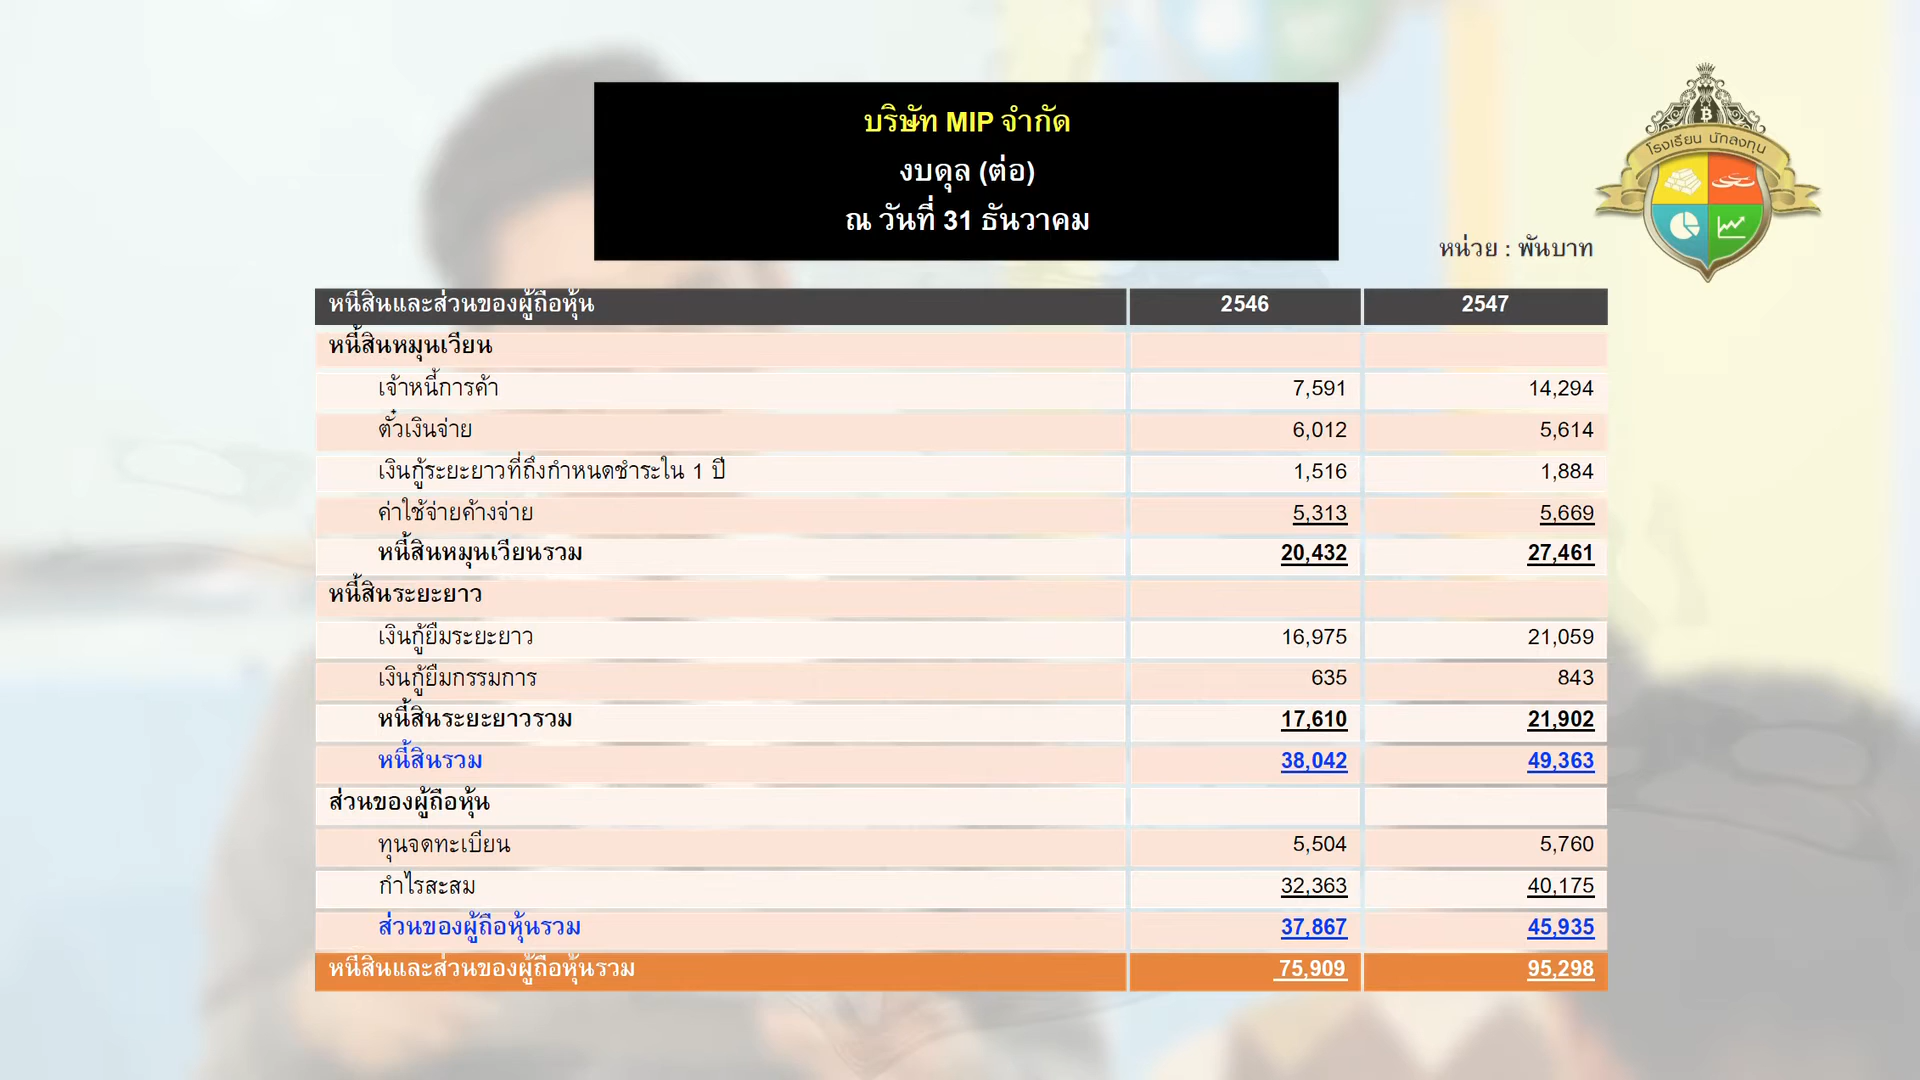 บริษัท MIP จำกัด
งบดุล (ต่อ)
ณ วันที่ 31 ธันวาคม
โรงเรียน นักลงทุน
หน่วย : พันบาท
หนี้สินและส่วนของผู้ถือหุ้น 2546 2547
หนี้สินหมุนเวียน
เจ้าหนี้การค้า 7,591 14,294
ตั๋วเงินจ่าย 6,012 5,614
เงินกู้ระยะยาวที่ถึงกำหนดชำระใน 1 ปี 1,516 1,884
ค่าใช้จ่ายค้างจ่าย 5,313 5,669
หนี้สินหมุนเวียนรวม 20,432 27,461
หนี้สินระยะยาว
เงินกู้ยืมระยะยาว 16,975 21,059
เงินกู้ยืมกรรมการ 635 843
หนี้สินระยะยาวรวม 17,610 21,902
หนี้สินรวม 38,042 49,363
ส่วนของผู้ถือหุ้น
ทุนจดทะเบียน 5,504 5,760
กำไรสะสม 32,363 40,175
ส่วนของผู้ถือหุ้นรวม 37,867 45,935
หนี้สินและส่วนของผู้ถือหุ้นรวม 75,909 95,298